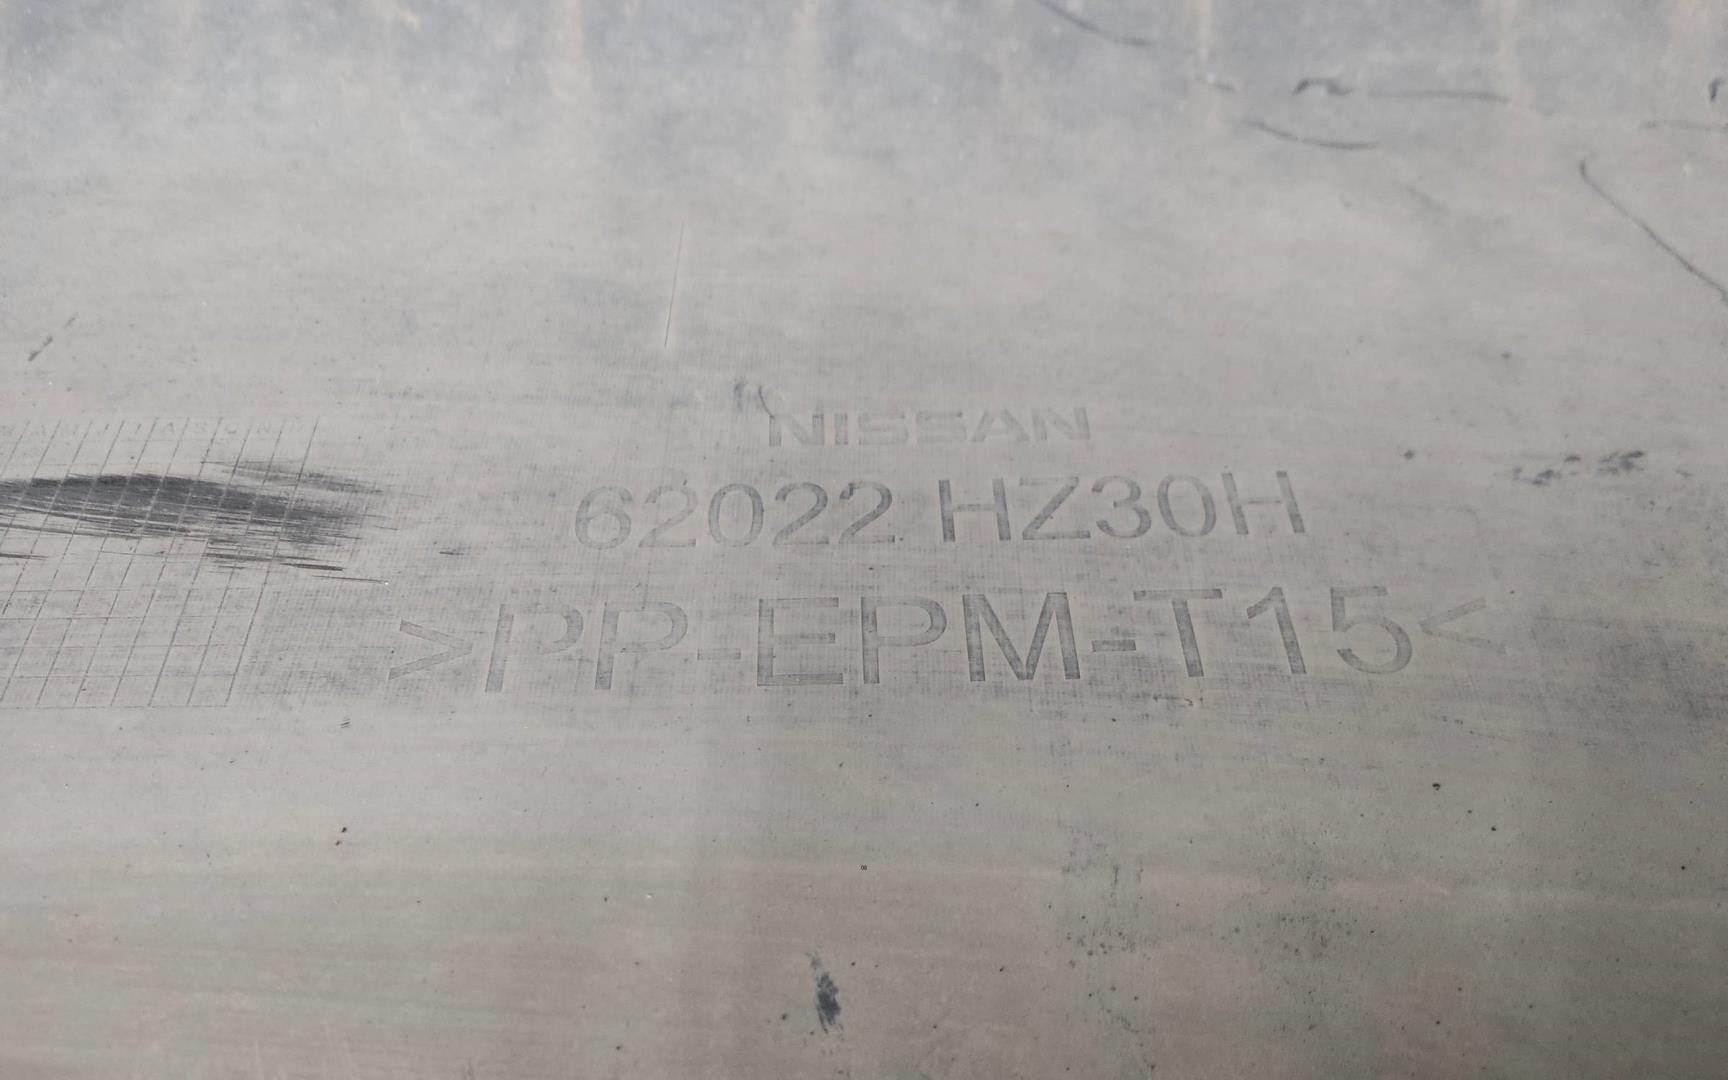 NISSAN
62022 HZ30H
>PP-EPM-T15<